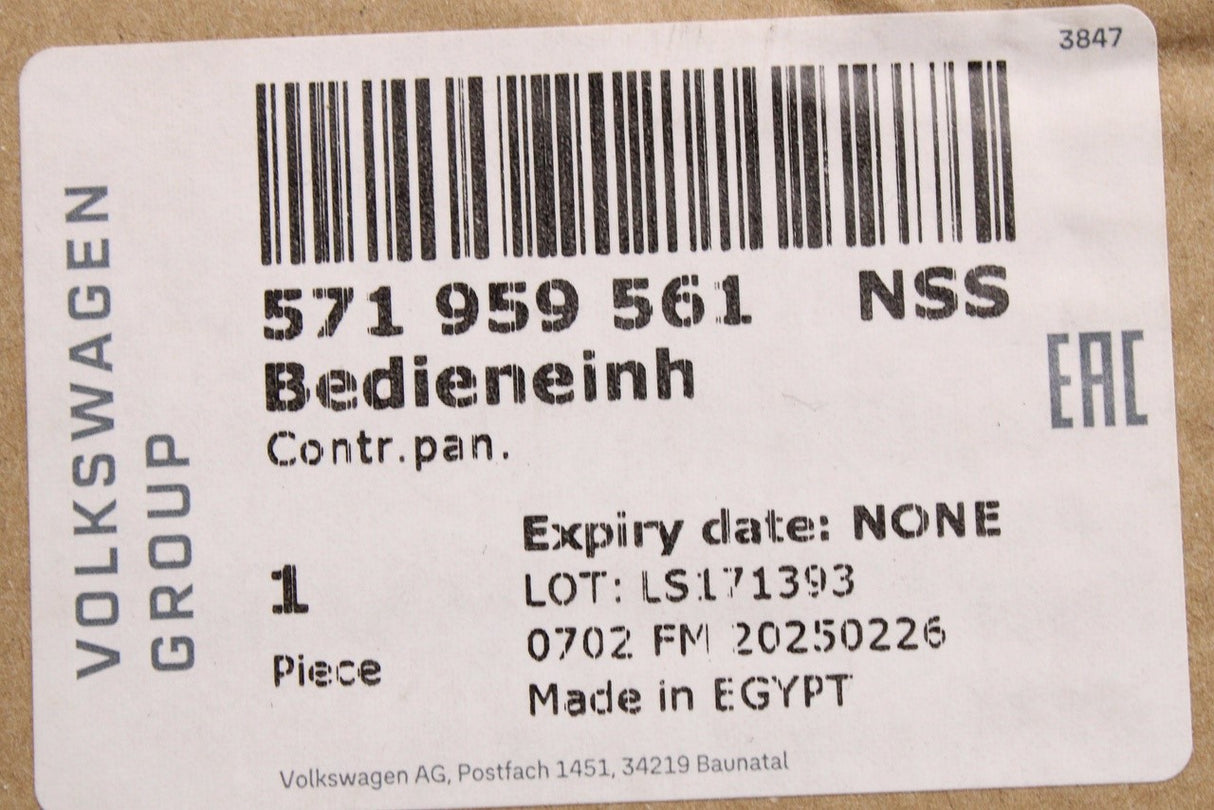 3847
571 959 561 NSS
Bedieneinh
Contr.pan.
EAC
VOLKSWAGEN
GROUP
Expiry date: NONE
1
LOT: LS171393
0702 FM 20250226
Piece
Made in EGYPT
Volkswagen AG, Postfach 1451, 34219 Baunatal